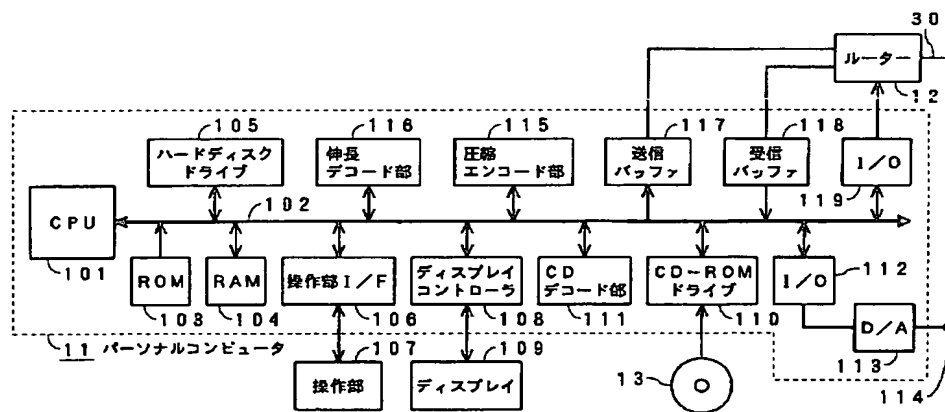 30
ルーター
12
105
116
115
117
118
ハードディスク
ドライブ
伸長
デコード部
圧縮
エンコード部
送信
バッファ
受信
バッファ
I/O
119
102
CPU
101
ROM
RAM
操作部I/F
ディスプレイ
コントローラ
CD
デコード部
CD-ROM
ドライブ
I/O
112
103
104
106
108
111
110
D/A
113
11 パーソナルコンピュータ
107
109
操作部
ディスプレイ
13
114